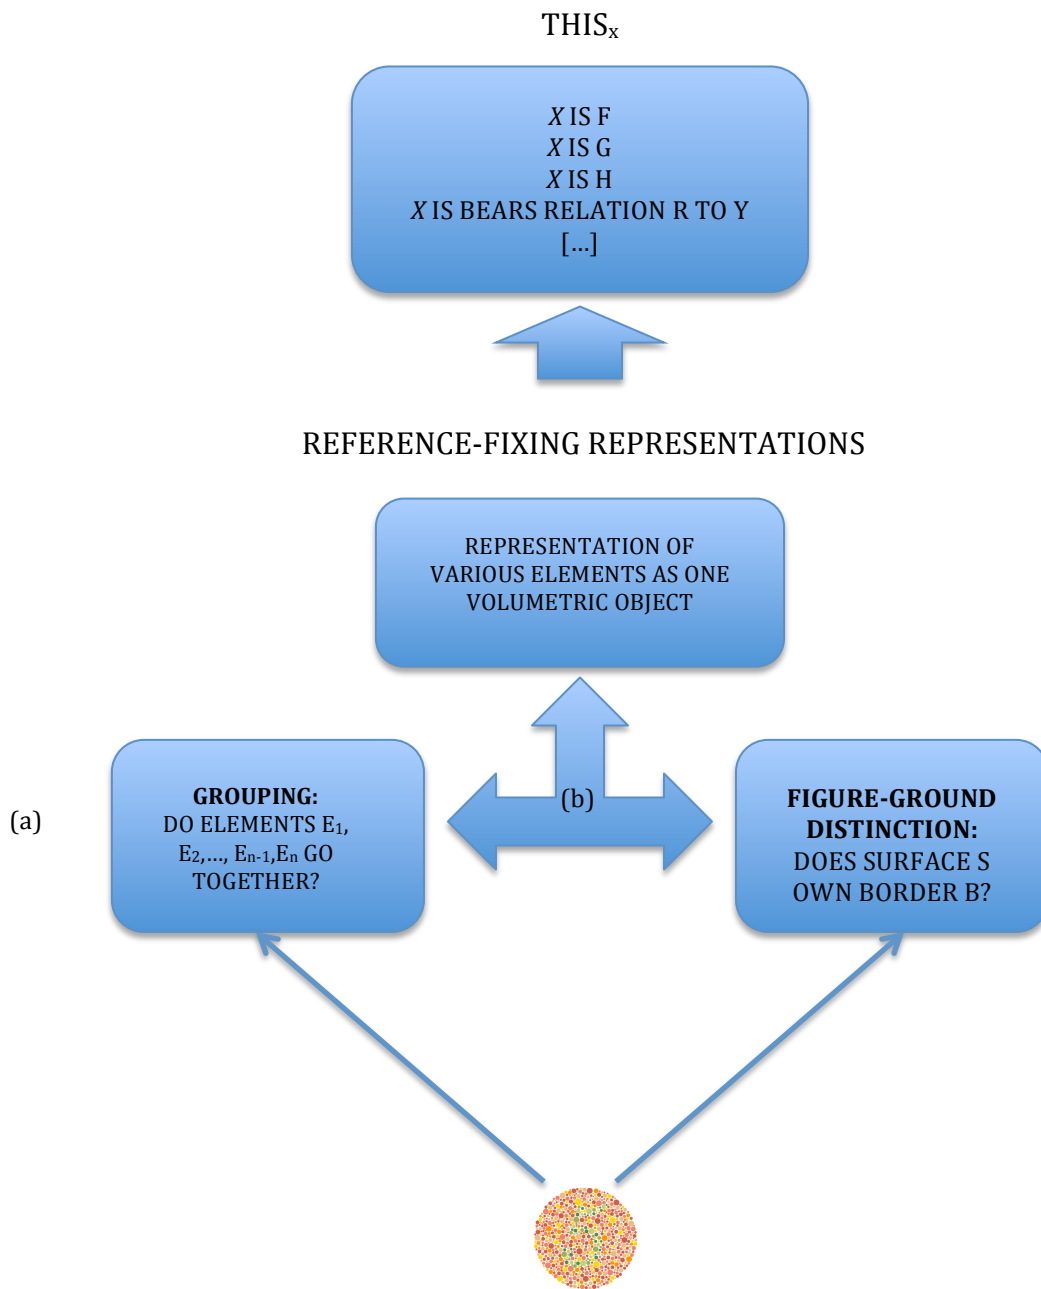 THISₓ
X IS F
X IS G
X IS H
X IS BEARS RELATION R TO Y
[…]
REFERENCE-FIXING REPRESENTATIONS
REPRESENTATION OF
VARIOUS ELEMENTS AS ONE
VOLUMETRIC OBJECT
(a)
GROUPING:
DO ELEMENTS E₁,
E₂,…, Eₙ₋₁,Eₙ GO
TOGETHER?
(b)
FIGURE-GROUND
DISTINCTION:
DOES SURFACE S
OWN BORDER B?